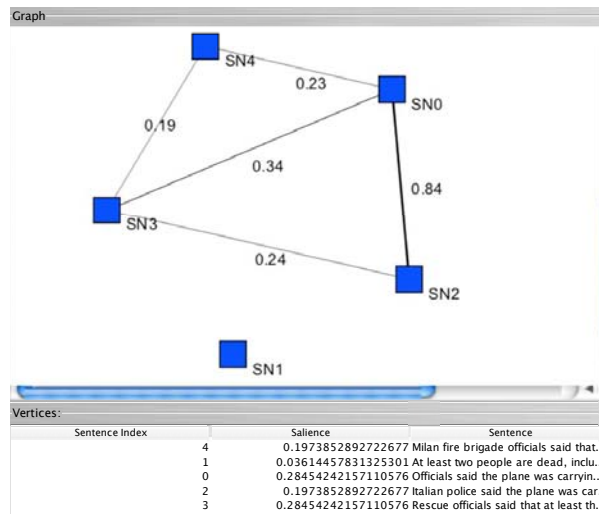 Graph
SN4
0.23
SN0
0.19
0.34
0.84
SN3
0.24
SN2
SN1
Vertices:
Sentence Index Salience Sentence
4 0.1973852892722677 Milan fire brigade officials said that.
1 0.03614457831325301 At least two people are dead, inclu..
0 0.28454242157110576 Officials said the plane was carryin..
2 0.1973852892722677 Italian police said the plane was car
3 0.28454242157110576 Rescue officials said that at least th.